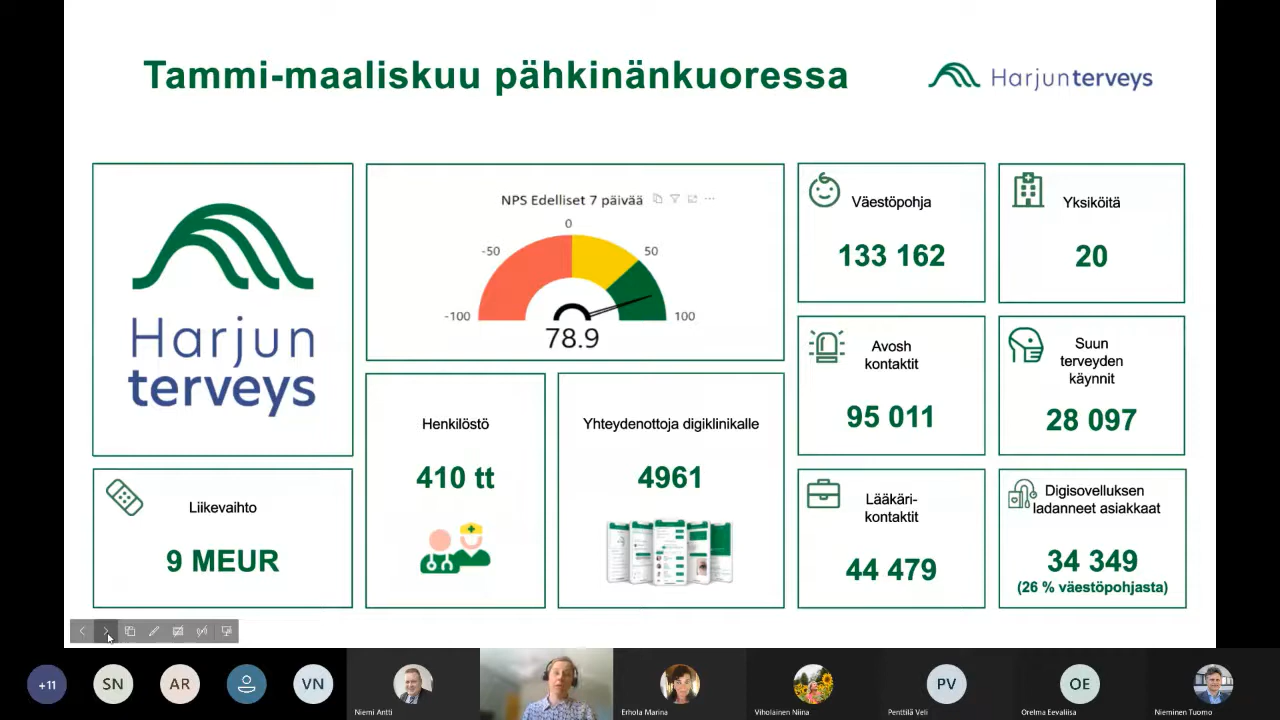 Tammi-maaliskuu pähkinänkuoressa
Harjunterveys
Harjun
terveys
NPS Edelliset 7 päivää
-100
-50
0
50
100
78.9
Väestöpohja
133 162
Yksiköitä
20
Avosh
kontaktit
95 011
Suun
terveyden
käynnit
28 097
Liikevaihto
9 MEUR
Henkilöstö
410 tt
Yhteydenottoja digiklinikalle
4961
Lääkäri-
kontaktit
44 479
Digisovelluksen
ladanneet asiakkaat
34 349
(26 % väestöpohjasta)
+11
SN
AR
VN
Niemi Antti
Erhola Marina
Viholainen Niina
PV
Penttilä Veli
OE
Orelma Eevaliisa
Nieminen Tuomo